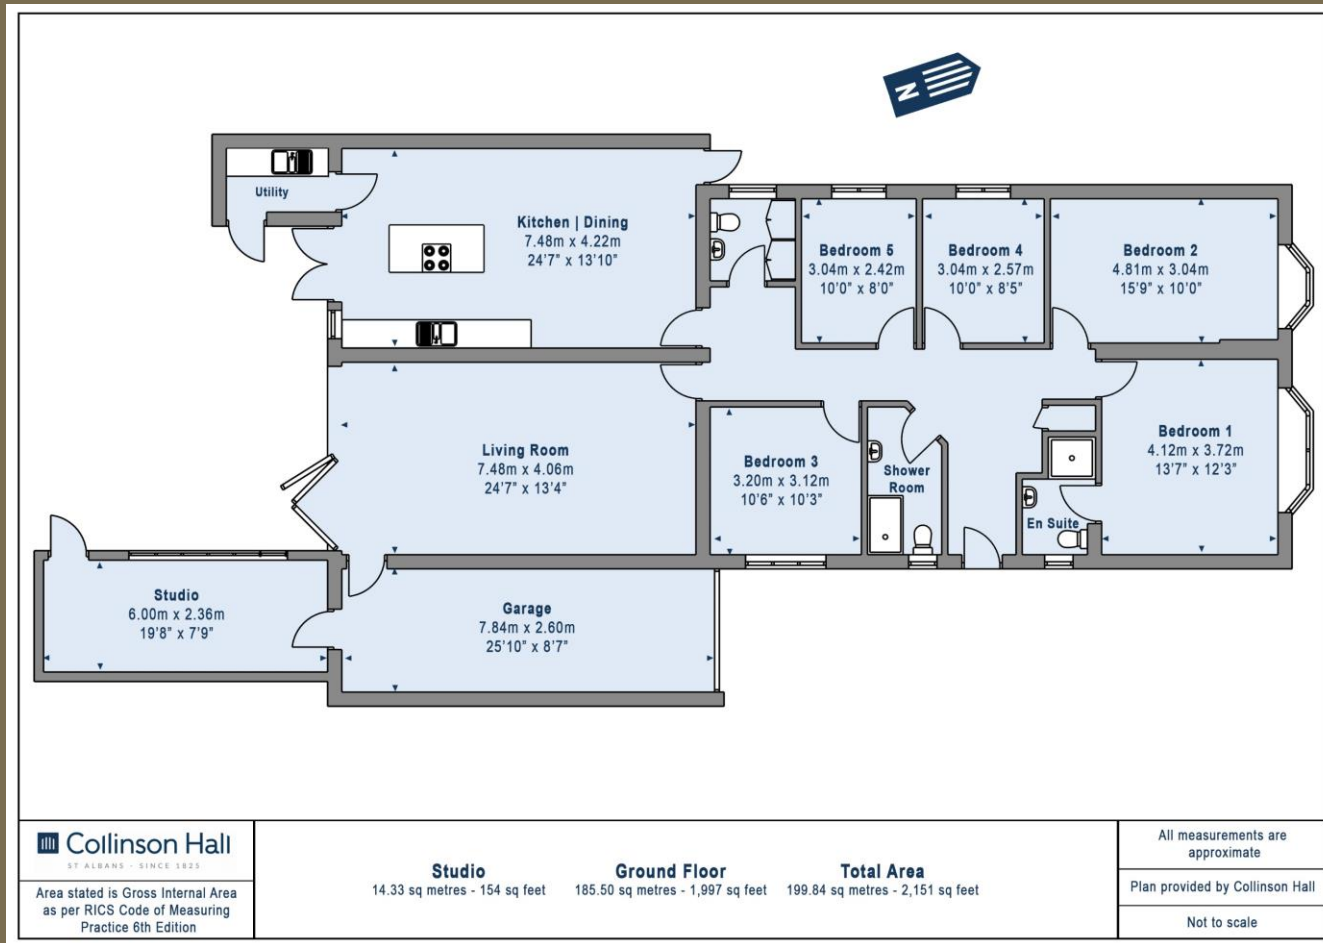 N
Utility
Kitchen | Dining
7.48m x 4.22m
24'7" x 13'10"
Bedroom 5
3.04m x 2.42m
10'0" x 8'0"
Bedroom 4
3.04m x 2.57m
10'0" x 8'5"
Bedroom 2
4.81m x 3.04m
15'9" x 10'0"
Living Room
7.48m x 4.06m
24'7" x 13'4"
Bedroom 3
3.20m x 3.12m
10'6" x 10'3"
Shower
Room
Bedroom 1
4.12m x 3.72m
13'7" x 12'3"
En Suite
Studio
6.00m x 2.36m
19'8" x 7'9"
Garage
7.84m x 2.60m
25'10" x 8'7"
Collinson Hall
ST ALBANS - SINCE 1825
Area stated is Gross Internal Area
as per RICS Code of Measuring
Practice 6th Edition
Studio
14.33 sq metres - 154 sq feet
Ground Floor
185.50 sq metres - 1,997 sq feet
Total Area
199.84 sq metres - 2,151 sq feet
All measurements are
approximate
Plan provided by Collinson Hall
Not to scale